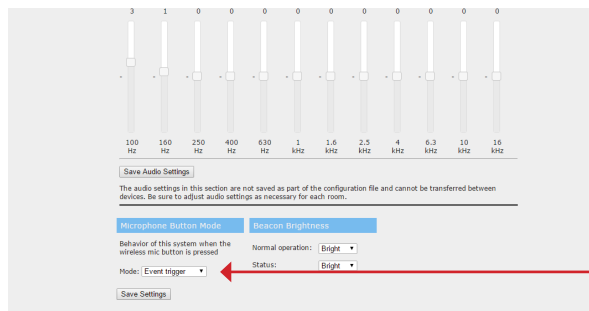 3 1 0 0 0 0 0 0 0 0 0 0
100 160 250 400 630 1 1.6 2.5 4 6.3 10 16
Hz Hz Hz Hz Hz kHz kHz kHz kHz kHz kHz kHz
Save Audio Settings
The audio settings in this section are not saved as part of the configuration file and cannot be transferred between
devices. Be sure to adjust audio settings as necessary for each room.
Microphone Button Mode
Behavior of this system when the
wireless mic button is pressed
Mode: Event trigger
Beacon Brightness
Normal operation: Bright
Status: Bright
Save Settings